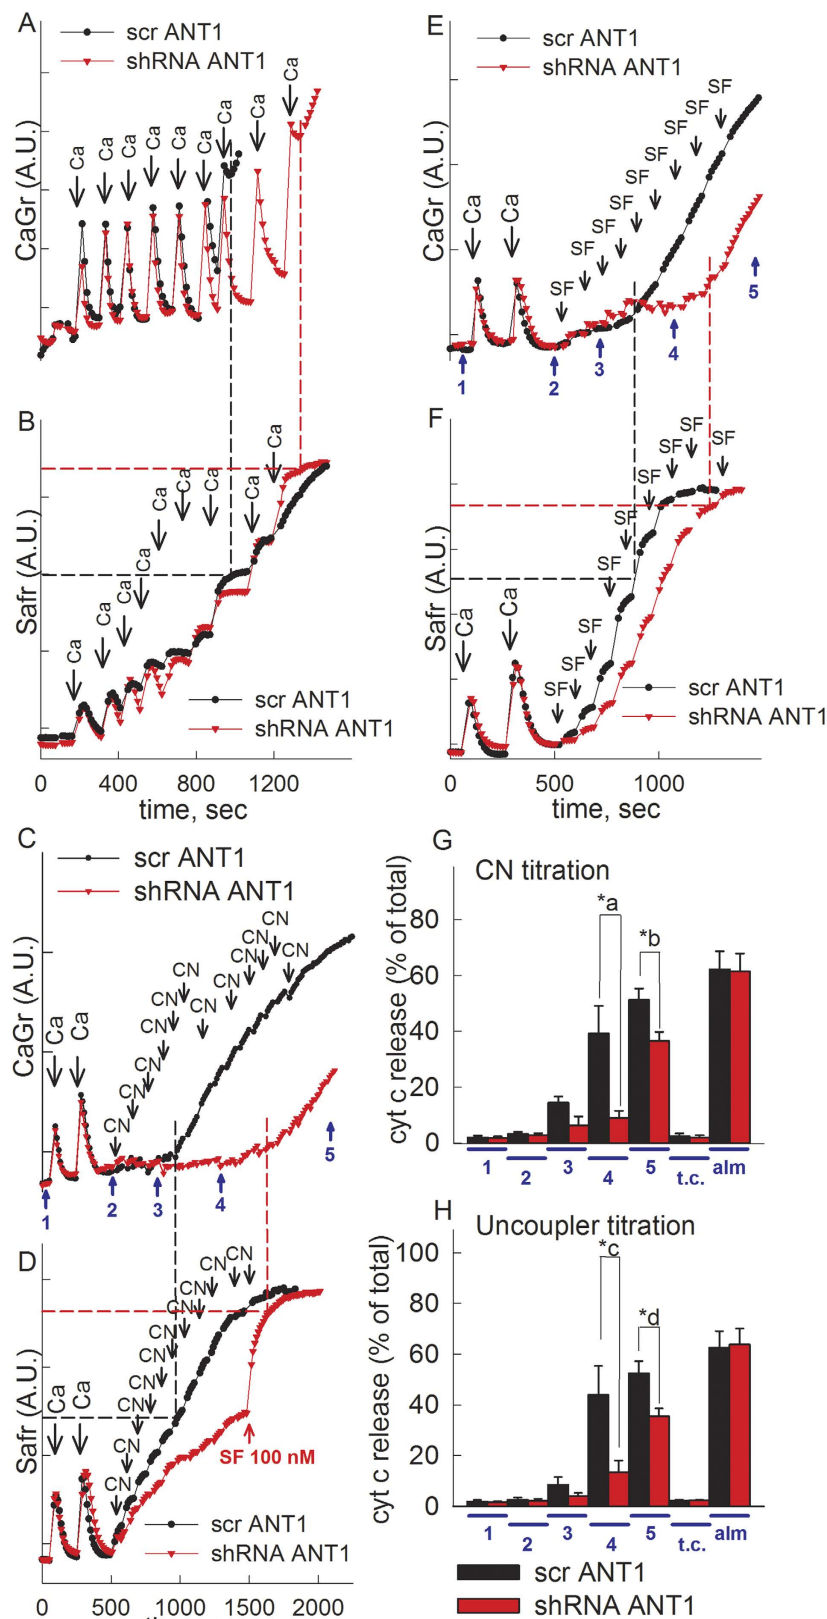 A
scr ANT1
shRNA ANT1
CaGr (A.U.)
Ca
Ca
Ca
Ca
Ca
Ca
Ca
Ca
Ca
B
Safr (A.U.)
Ca
Ca
Ca
Ca
Ca
Ca
Ca
Ca
Ca
scr ANT1
shRNA ANT1
0 400 800 1200
time, sec
C
scr ANT1
shRNA ANT1
CaGr (A.U.)
Ca
Ca
CN
CN
CN
CN
CN
CN
CN
CN
CN
CN
CN
CN
1 2 3 4 5
D
Safr (A.U.)
Ca
Ca
CN
CN
CN
CN
CN
CN
CN
CN
CN
CN
CN
SF 100 nM
scr ANT1
shRNA ANT1
0 500 1000 1500 2000
E
scr ANT1
shRNA ANT1
CaGr (A.U.)
Ca
Ca
SF
SF
SF
SF
SF
SF
SF
SF
SF
1 2 3 4 5
F
Safr (A.U.)
Ca
Ca
SF
SF
SF
SF
SF
SF
SF
SF
SF
scr ANT1
shRNA ANT1
0 500 1000
time, sec
G
CN titration
cyt c release (% of total)
80
60
40
20
0
*a
*b
1 2 3 4 5 t.c. alm
H
Uncoupler titration
cyt c release (% of total)
100
80
60
40
20
0
*c
*d
1 2 3 4 5 t.c. alm
scr ANT1
shRNA ANT1